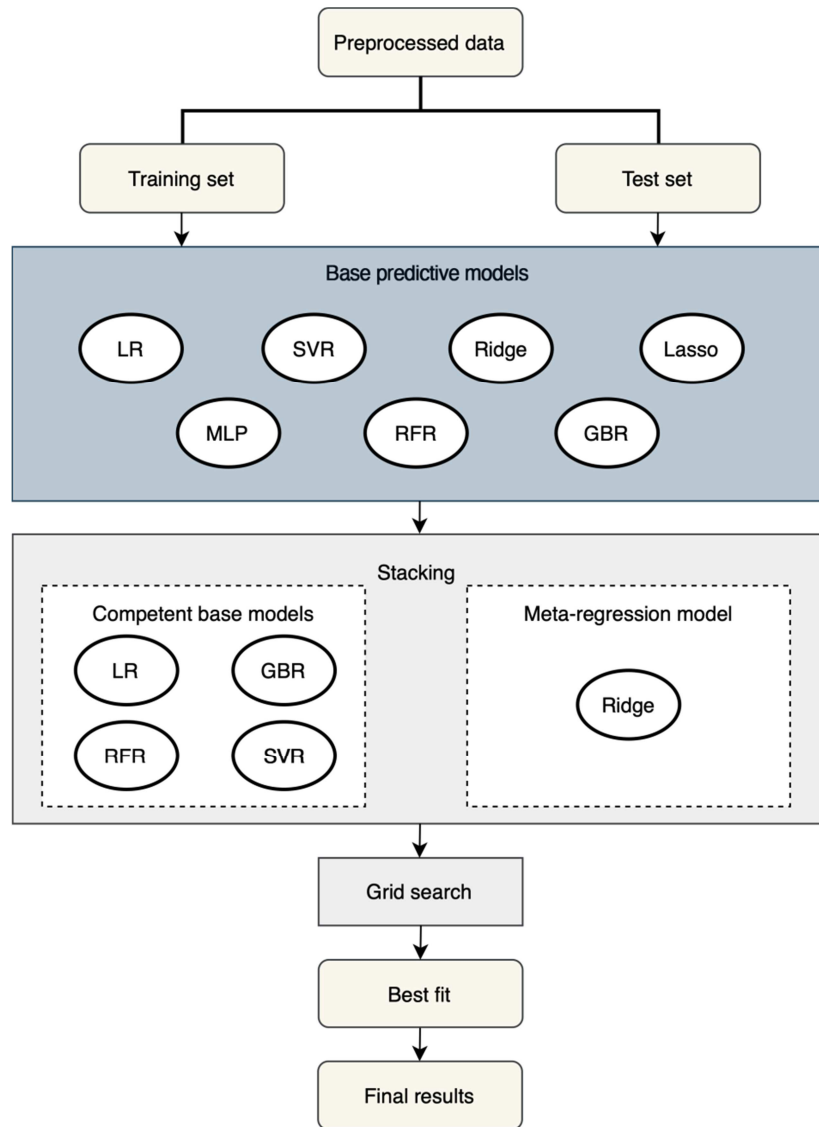 Preprocessed data
Training set
Test set
Base predictive models
LR
SVR
Ridge
Lasso
MLP
RFR
GBR
Stacking
Competent base models
LR
GBR
RFR
SVR
Meta-regression model
Ridge
Grid search
Best fit
Final results